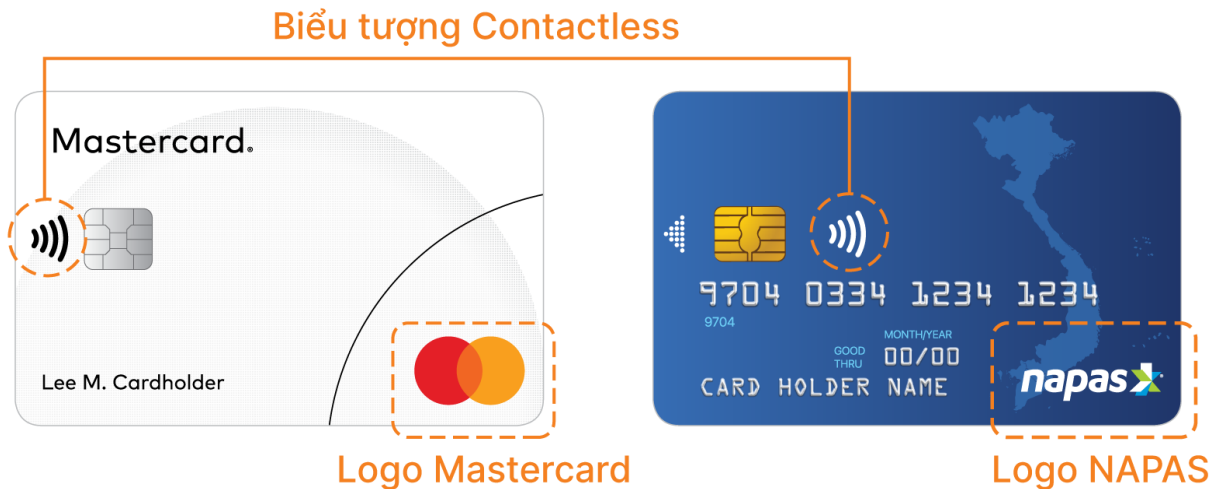 Biểu tượng Contactless
Mastercard.
Lee M. Cardholder
Logo Mastercard
9704 0334 1234 1234
9704
MONTH/YEAR
GOOD
THRU
00/00
CARD HOLDER NAME
napas
Logo NAPAS